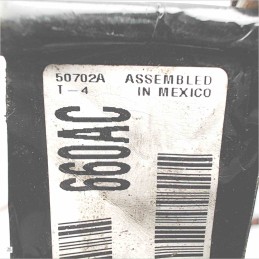 50702A ASSEMBLED
T-4 IN MEXICO
660AC